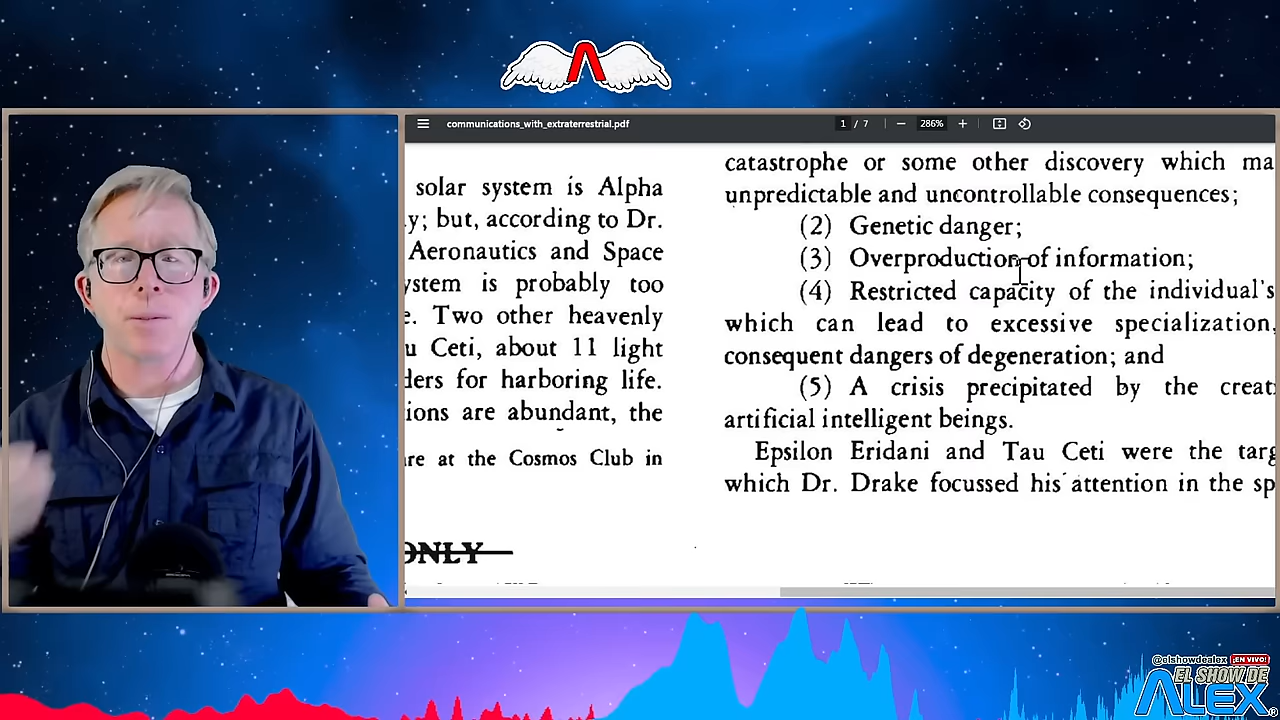 communications_with_extraterrestrial.pdf
1 / 7
286%
solar system is Alpha
y; but, according to Dr.
Aeronautics and Space
ystem is probably too
e. Two other heavenly
u Ceti, about 11 light
ders for harboring life.
ions are abundant, the
re at the Cosmos Club in
ONLY
catastrophe or some other discovery which ma
unpredictable and uncontrollable consequences;
(2) Genetic danger;
(3) Overproduction of information;
(4) Restricted capacity of the individual's
which can lead to excessive specialization,
consequent dangers of degeneration; and
(5) A crisis precipitated by the creat
artificial intelligent beings.
Epsilon Eridani and Tau Ceti were the targ
which Dr. Drake focussed his attention in the sp
@elshowdealex ¡EN VIVO!
EL SHOW DE
ALEX